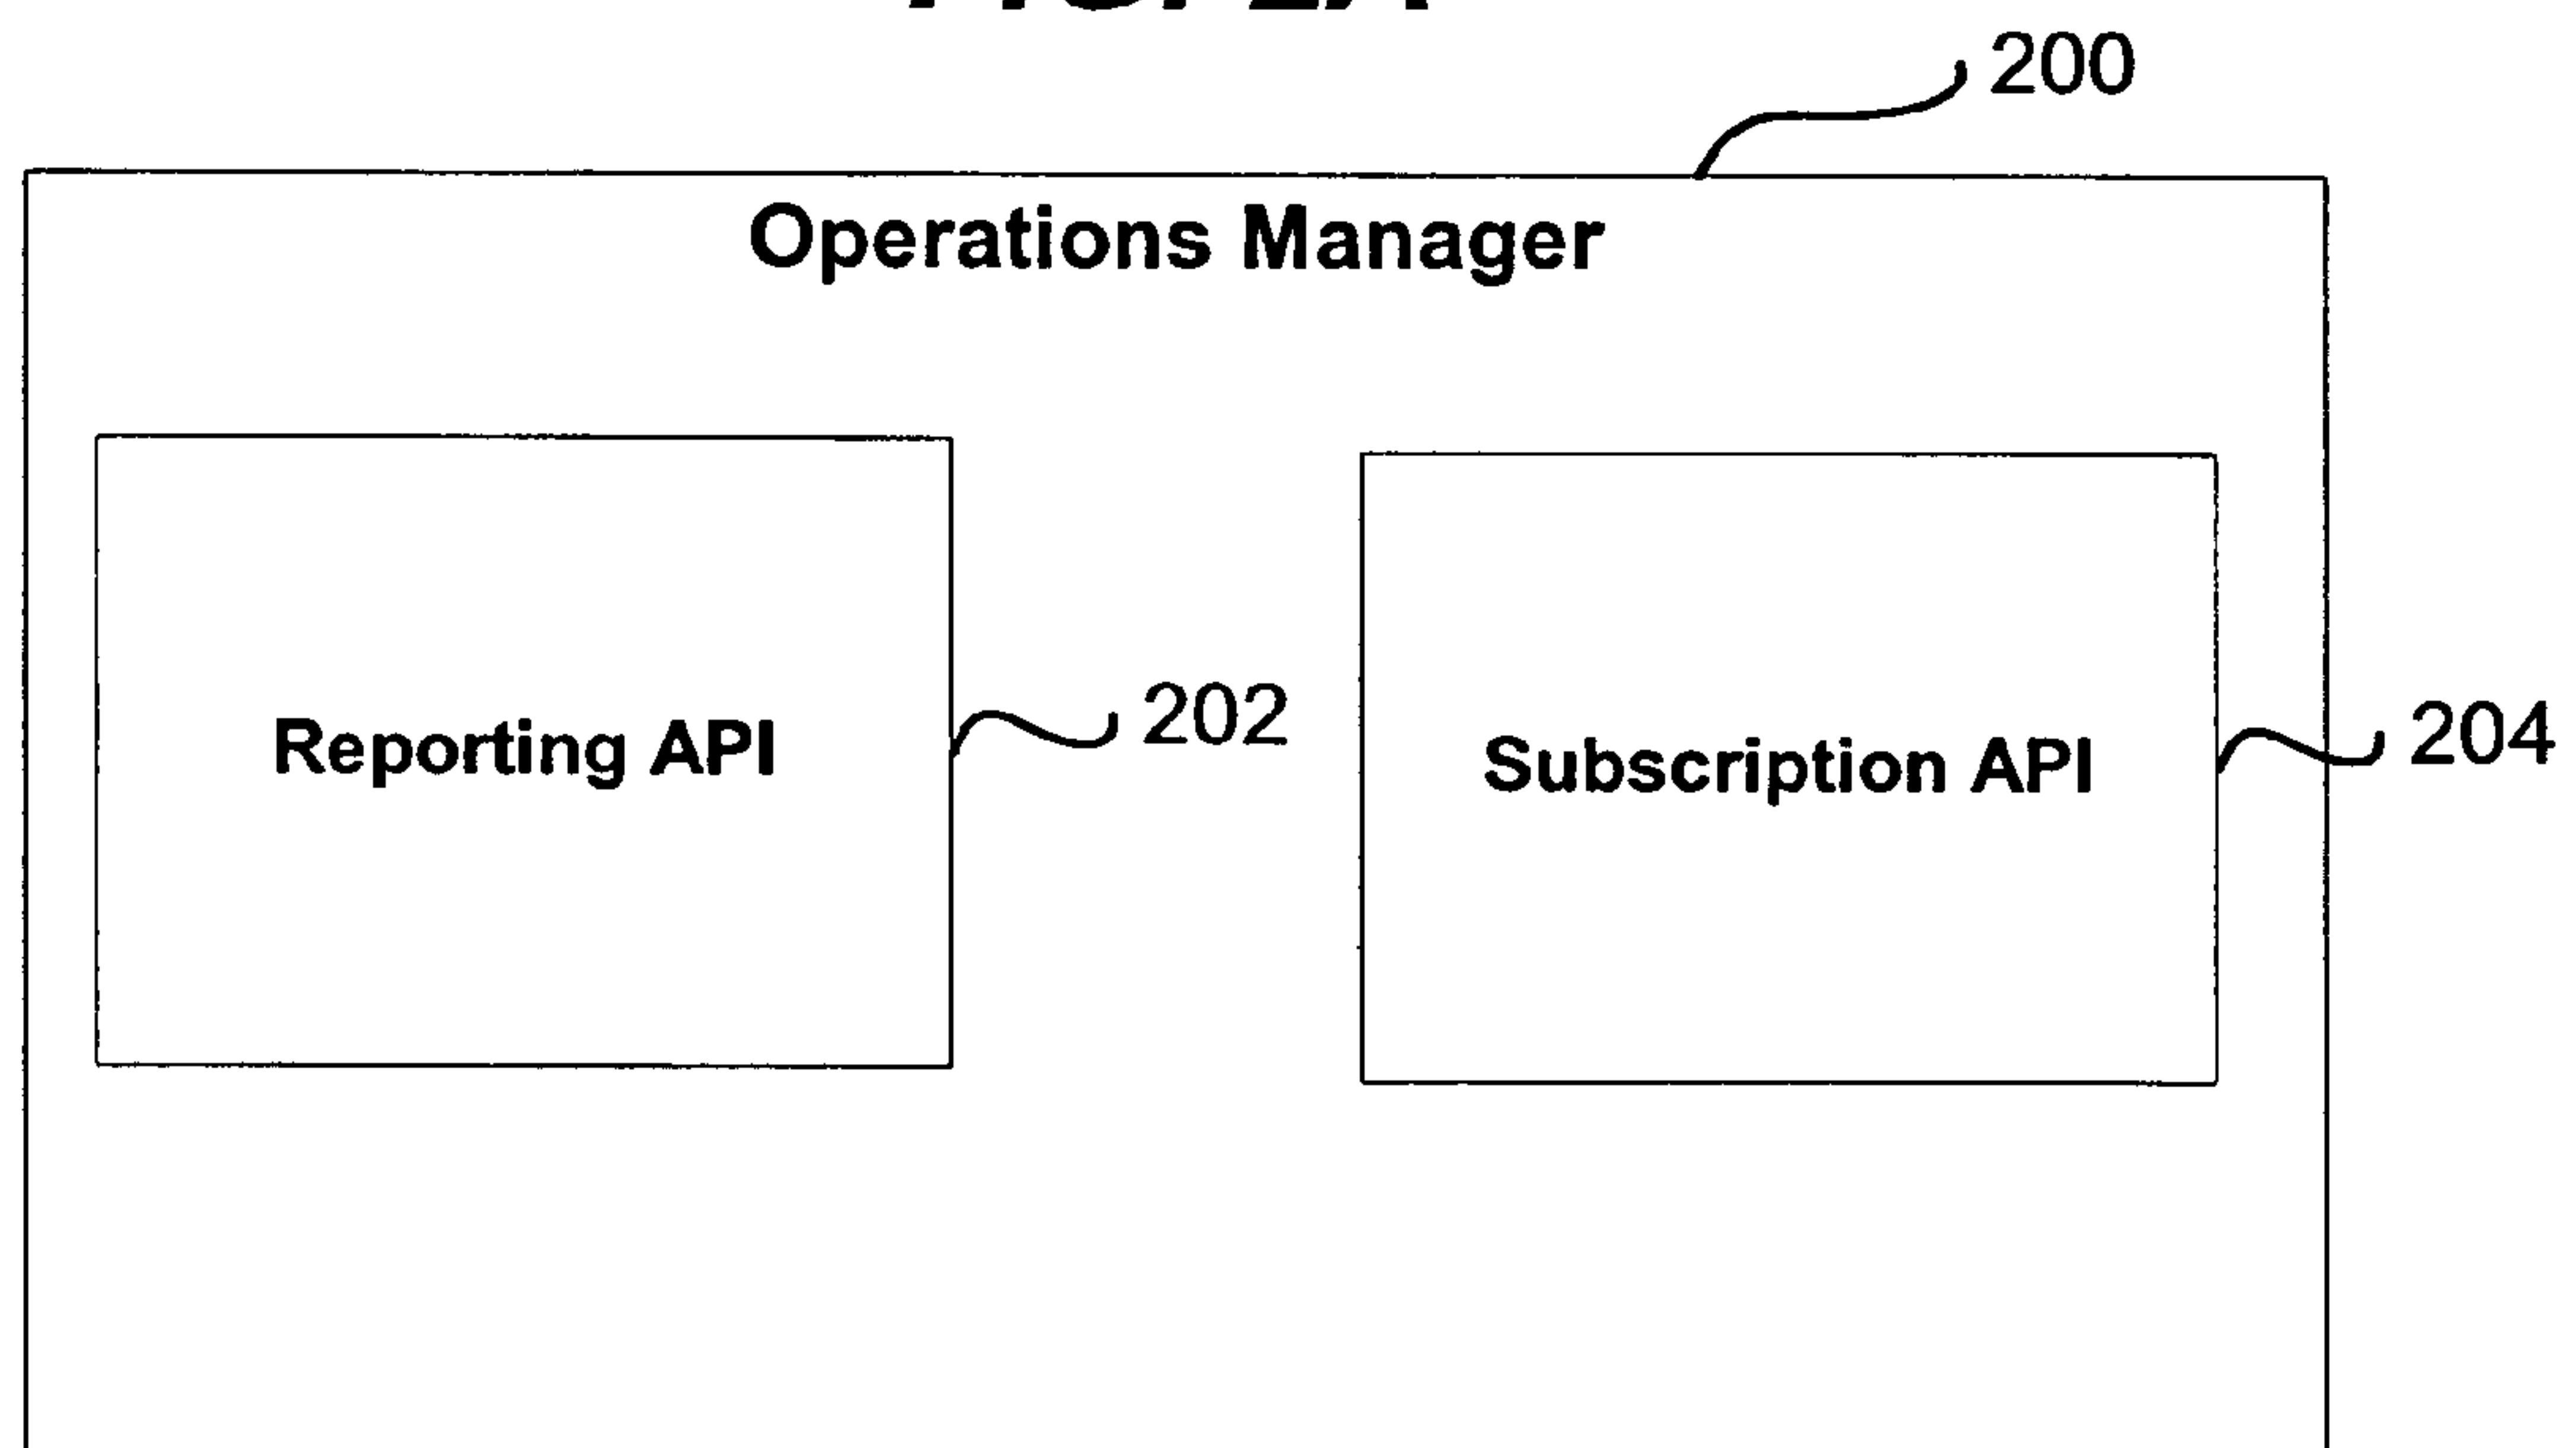 200
Operations Manager
Reporting API
202
Subscription API
204